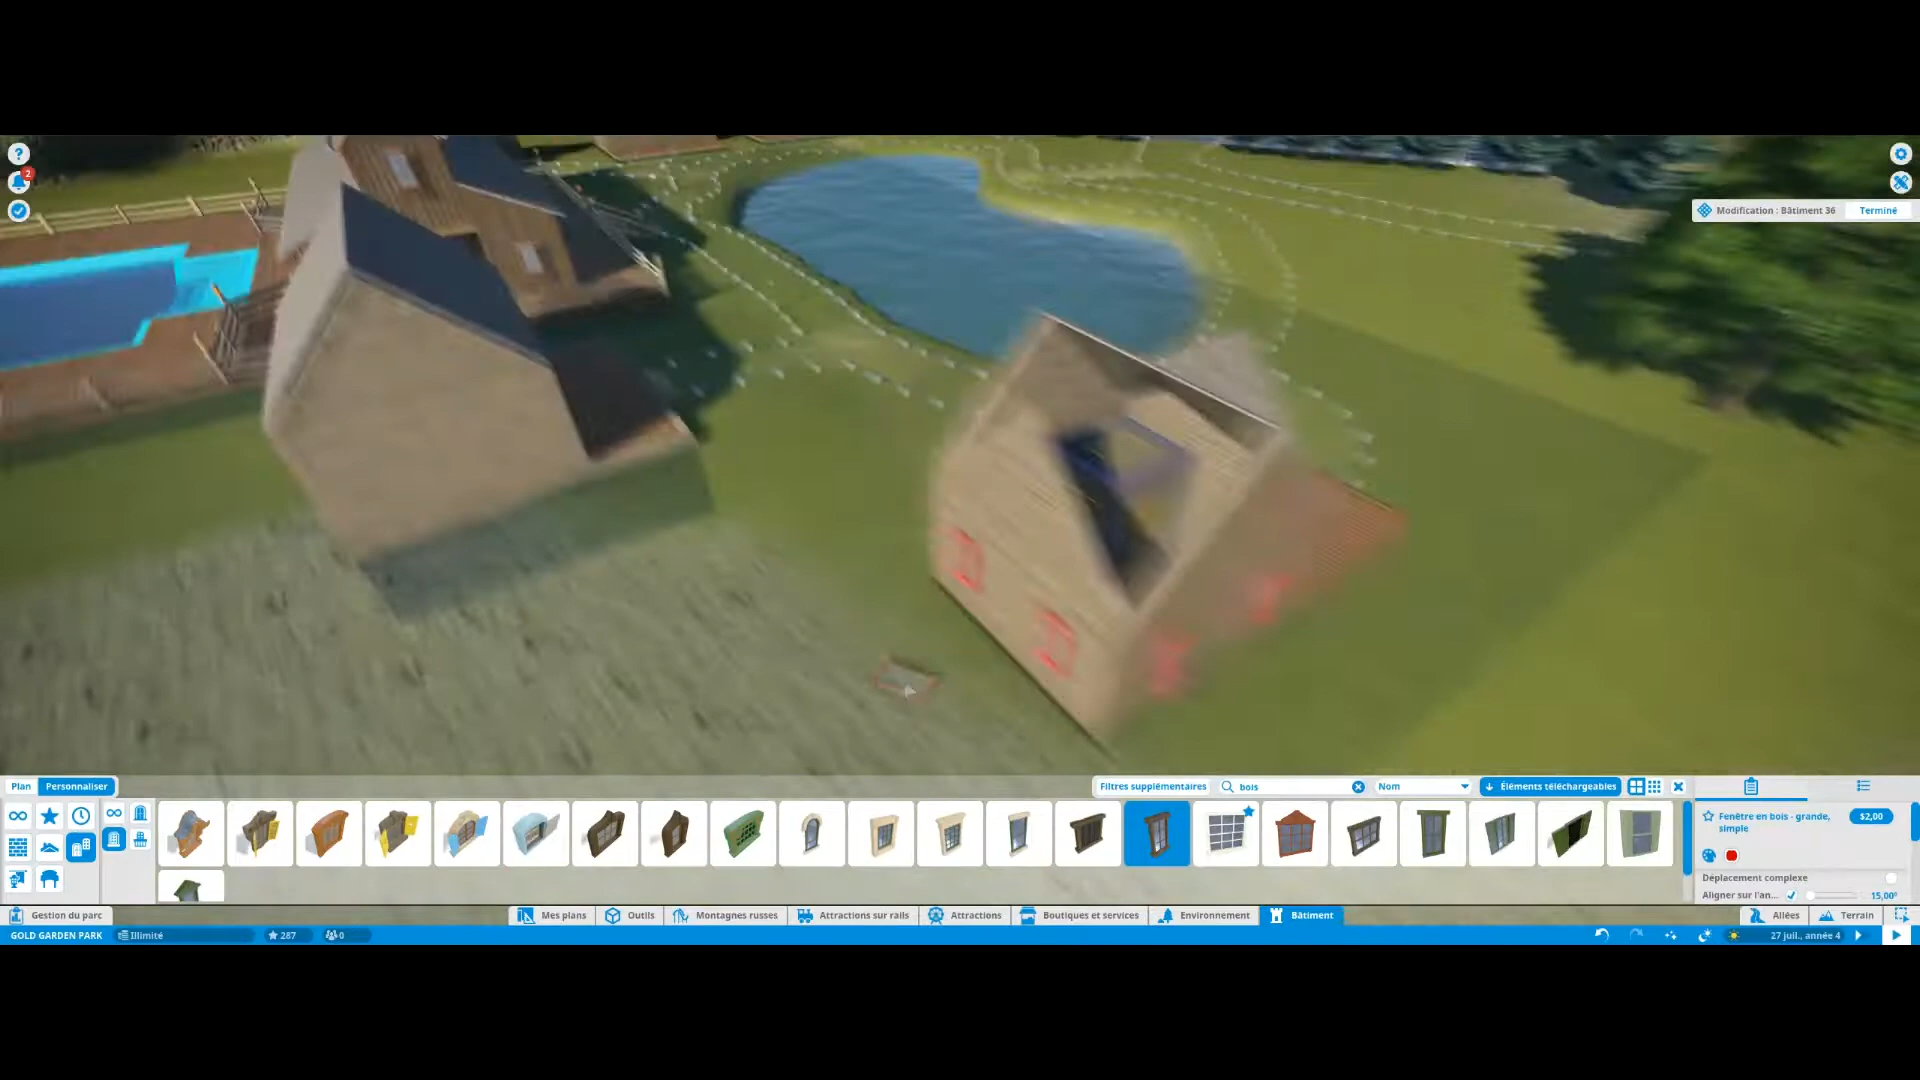 ?
2
Modification : Bâtiment 36
Terminé
Plan
Personnaliser
Filtres supplémentaires
bois
Nom
Éléments téléchargeables
Fenêtre en bois - grande,
simple
$2,00
Déplacement complexe
Aligner sur l'an...
15,00°
Gestion du parc
Mes plans
Outils
Montagnes russes
Attractions sur rails
Attractions
Boutiques et services
Environnement
Bâtiment
Allées
Terrain
GOLD GARDEN PARK
Illimité
287
0
27 juil., année 4